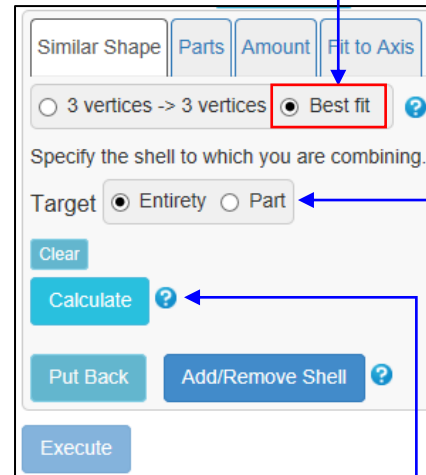 Similar Shape Parts Amount Fit to Axis
3 vertices -> 3 vertices Best fit ?
Specify the shell to which you are combining.
Target Entirety Part
Clear
Calculate ?
Put Back Add/Remove Shell ?
Execute